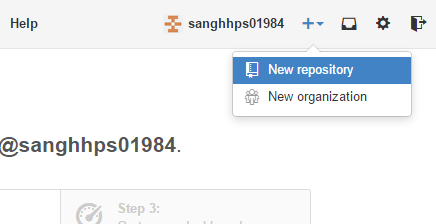 Help sanghhps01984
New repository
New organization
@sanghhps01984.
Step 3: